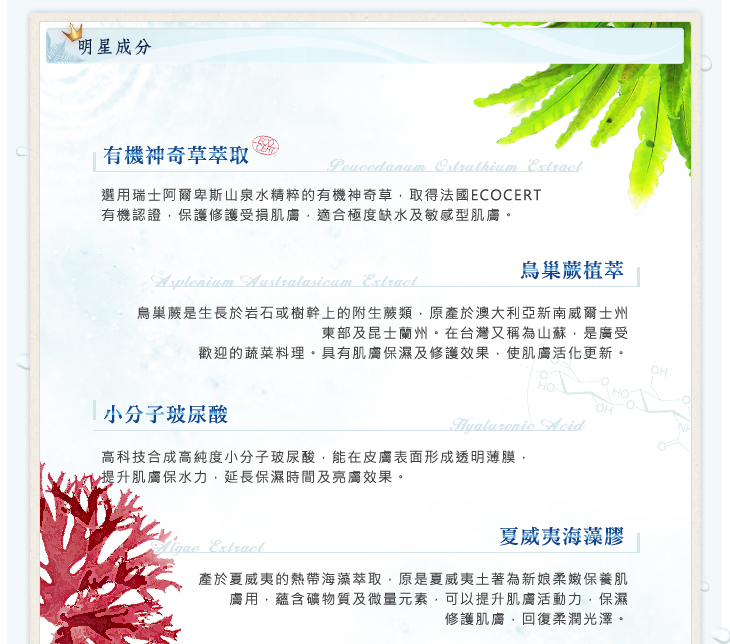 明星成分
有機神奇草萃取
ECO
CERT
Peucedanum Ostruthium Extract
選用瑞士阿爾卑斯山泉水精粹的有機神奇草，取得法國ECOCERT
有機認證，保護修護受損肌膚，適合極度缺水及敏感型肌膚。
鳥巢蕨植萃
Asplenium Australasicum Extract
鳥巢蕨是生長於岩石或樹幹上的附生蕨類，原產於澳大利亞新南威爾士州
東部及昆士蘭州。在台灣又稱為山蘇，是廣受
歡迎的蔬菜料理。具有肌膚保濕及修護效果，使肌膚活化更新。
小分子玻尿酸
Hyaluronic Acid
OH
HO
O
HO
O
OH
NH
O
高科技合成高純度小分子玻尿酸，能在皮膚表面形成透明薄膜，
提升肌膚保水力，延長保濕時間及亮膚效果。
夏威夷海藻膠
Algae Extract
產於夏威夷的熱帶海藻萃取，原是夏威夷土著為新娘柔嫩保養肌
膚用，蘊含礦物質及微量元素，可以提升肌膚活動力，保濕
修護肌膚，回復柔潤光澤。